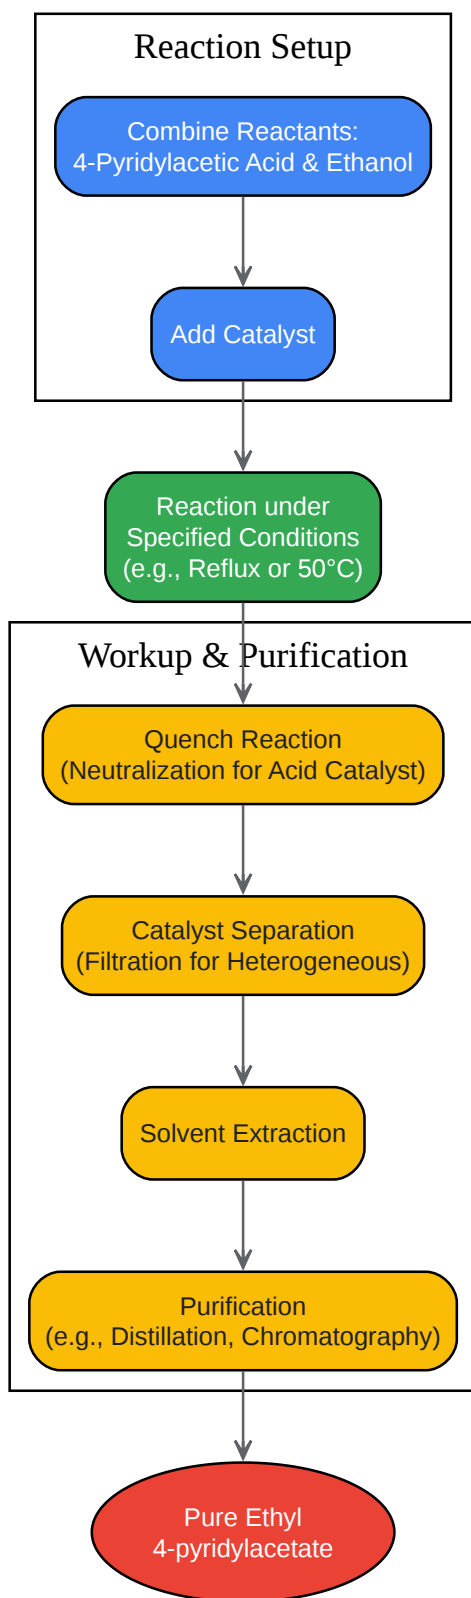 Reaction Setup
Combine Reactants:
4-Pyridylacetic Acid & Ethanol
Add Catalyst
Reaction under
Specified Conditions
(e.g., Reflux or 50°C)
Workup & Purification
Quench Reaction
(Neutralization for Acid Catalyst)
Catalyst Separation
(Filtration for Heterogeneous)
Solvent Extraction
Purification
(e.g., Distillation, Chromatography)
Pure Ethyl
4-pyridylacetate